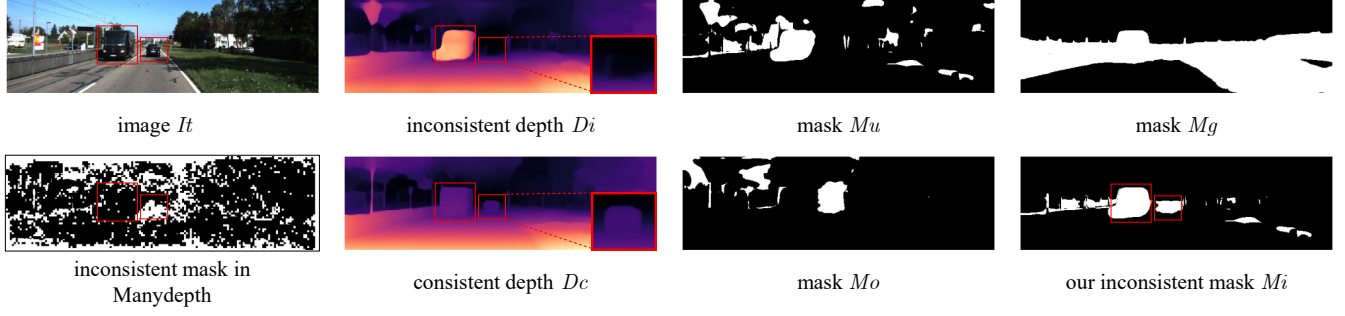 image It
inconsistent depth Di
mask Mu
mask Mg
inconsistent mask in
Manydepth
consistent depth Dc
mask Mo
our inconsistent mask Mi